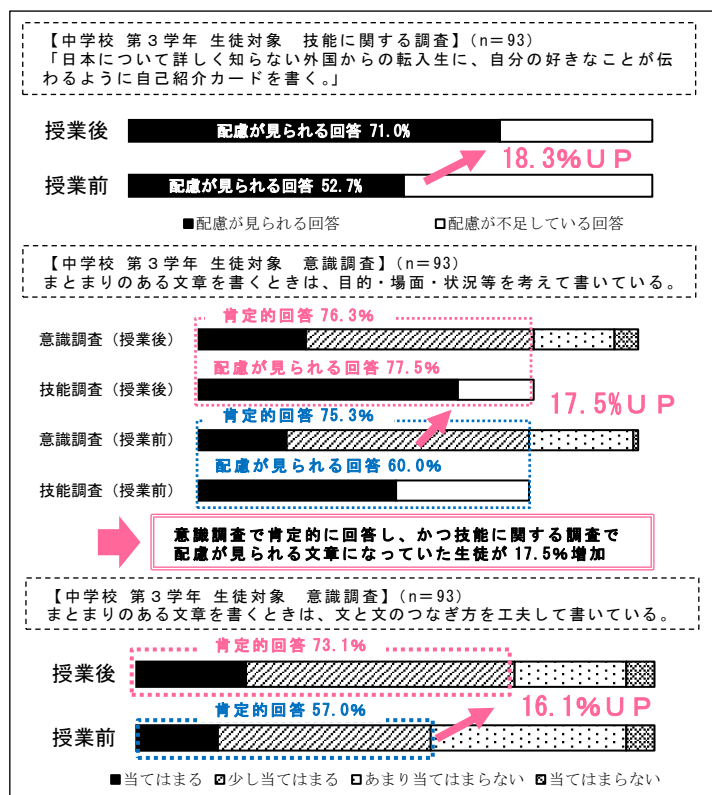 【中学校 第３学年 生徒対象 技能に関する調査】(n＝93)
「日本について詳しく知らない外国からの転入生に、自分の好きなことが伝
わるように自己紹介カードを書く。」
授業後
配慮が見られる回答 71.0%
18.3%ＵＰ
授業前
配慮が見られる回答 52.7%
■配慮が見られる回答 □配慮が不足している回答
【中学校 第３学年 生徒対象 意識調査】(n＝93)
まとまりのある文章を書くときは、目的・場面・状況等を考えて書いている。
肯定的回答 76.3%
意識調査（授業後）
配慮が見られる回答 77.5%
技能調査（授業後）
17.5%ＵＰ
肯定的回答 75.3%
意識調査（授業前）
配慮が見られる回答 60.0%
技能調査（授業前）
意識調査で肯定的に回答し、かつ技能に関する調査で
配慮が見られる文章になっていた生徒が 17.5%増加
【中学校 第３学年 生徒対象 意識調査】(n＝93)
まとまりのある文章を書くときは、文と文のつなぎ方を工夫して書いている。
肯定的回答 73.1%
授業後
肯定的回答 57.0%
16.1%ＵＰ
授業前
■当てはまる ▨少し当てはまる □あまり当てはまらない ▩当てはまらない